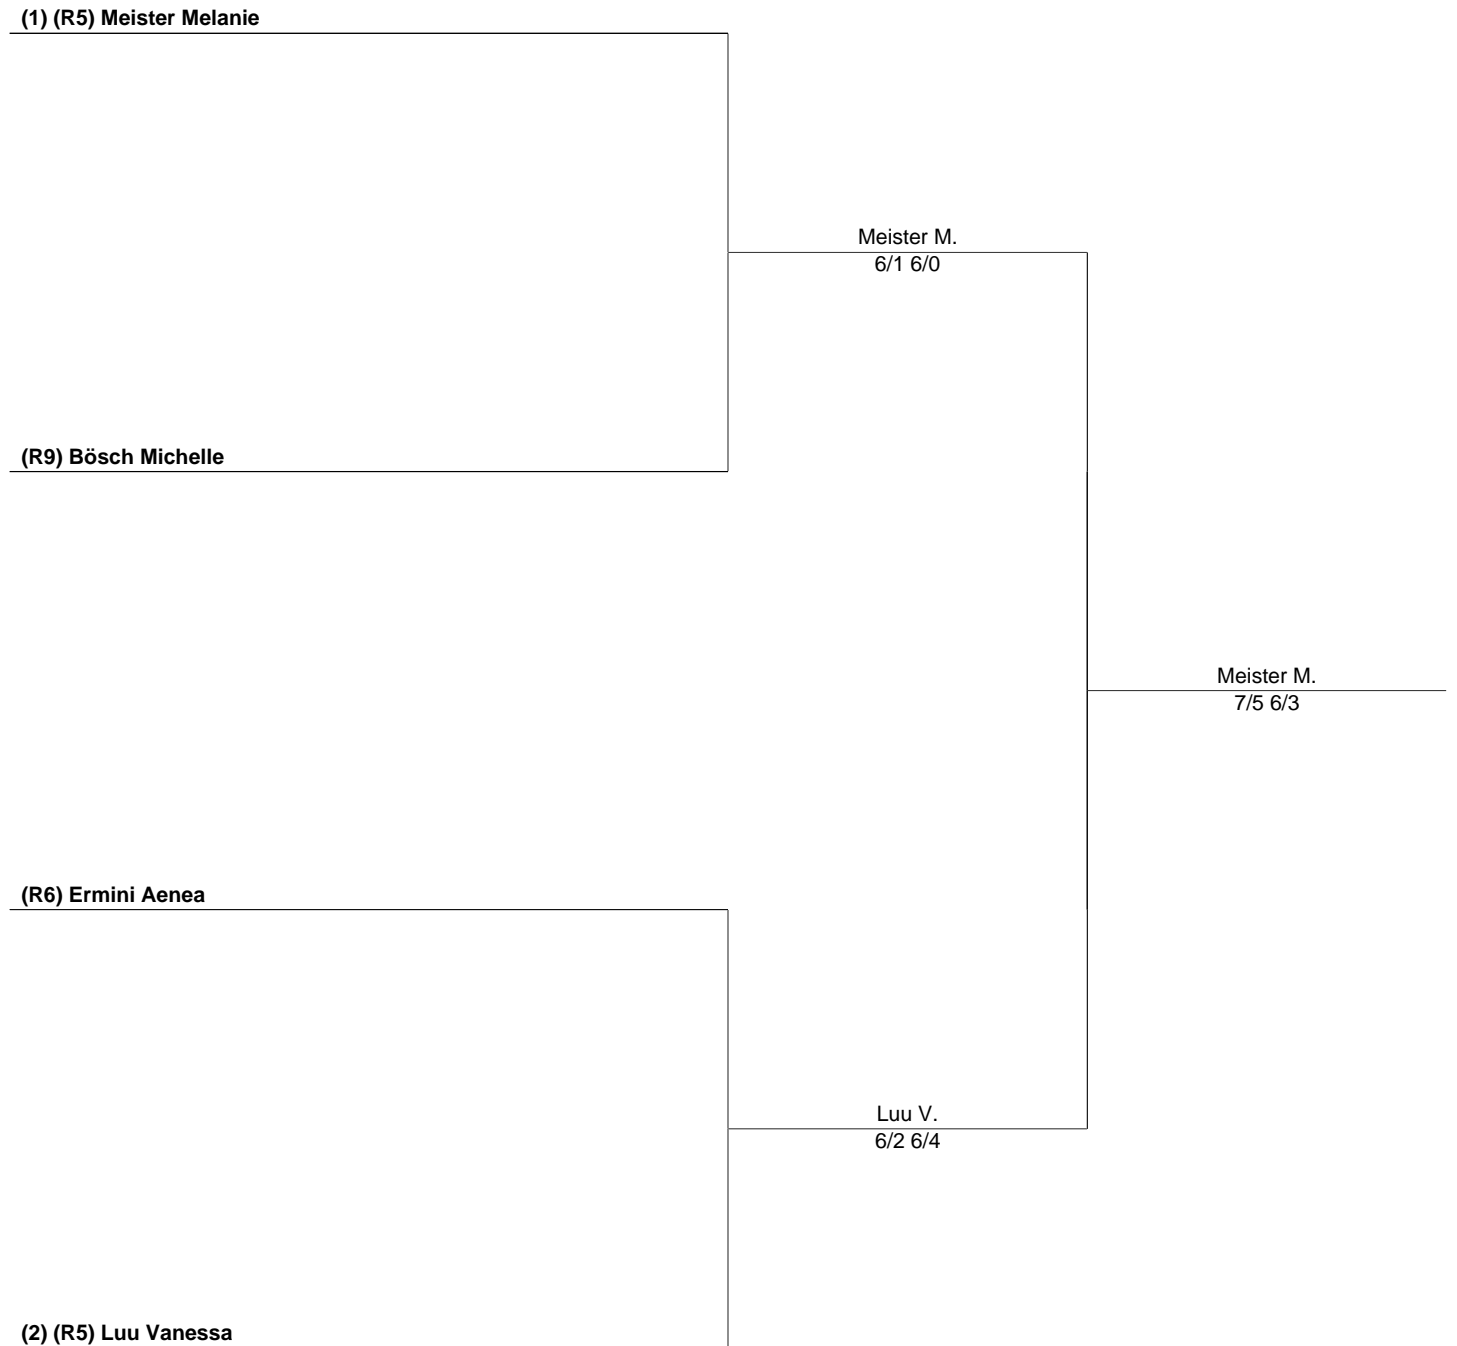 (1) (R5) Meister Melanie
Meister M.
6/1 6/0
(R9) Bösch Michelle
Meister M.
7/5 6/3
(R6) Ermini Aenea
Luu V.
6/2 6/4
(2) (R5) Luu Vanessa